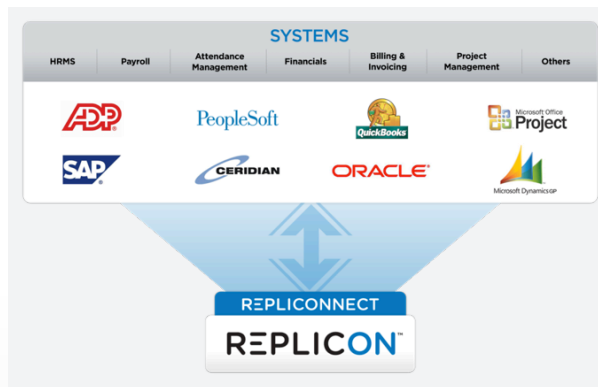 SYSTEMS
HRMS
Payroll
Attendance
Management
Financials
Billing &
Invoicing
Project
Management
Others
ADP®
PeopleSoft
QuickBooks
Microsoft Office
Project
SAP®
CERIDIAN
ORACLE®
Microsoft Dynamics GP
REPLICONNECT
REPLICON™